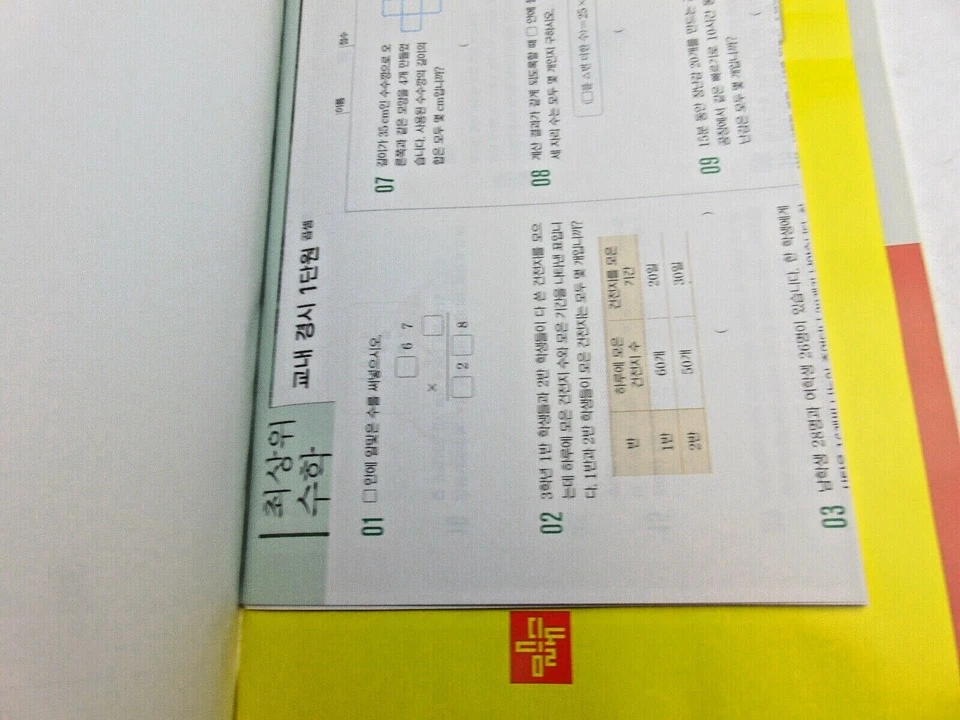 최상위
수학
교내 경시 1단원 곱셈
이름
점수
01 □ 안에 알맞은 수를 써넣으시오.
□ 6 7
× □
□ 2 □ 8
02 3학년 1반 학생들과 2반 학생들이 다 쓴 건전지를 모으
는데 하루에 모은 건전지 수와 모은 기간을 나타낸 표입니
다. 1반과 2반 학생들이 모은 건전지는 모두 몇 개입니까?
반 하루에 모은 건전지 수 건전지를 모은 기간
1반 60개 20일
2반 50개 30일
( )
03 남학생 28명과 여학생 26명이 있습니다. 한 학생에게
07 길이가 35 cm인 수수깡으로 오
른쪽과 같은 모양을 4개 만들었
습니다. 사용된 수수깡의 길이의
합은 모두 몇 cm입니까?
(
08 계산 결과가 같게 되도록할 때 □ 안에
세 자리 수는 모두 몇 개인지 구하시오.
(□를 5번 더한 수)=25×
(
09 15분 동안 장난감 20개를 만드는
공장에서 같은 빠르기로 10시간
난감은 모두 몇 개입니까?
(
딤돌